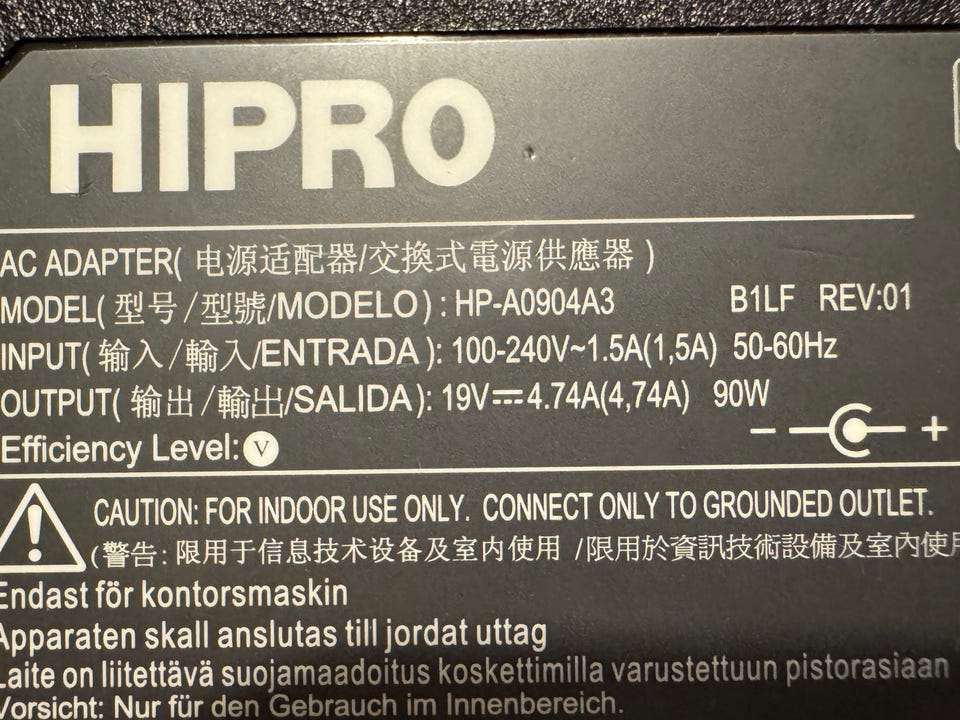 HIPRO
AC ADAPTER( 电源适配器/交換式電源供應器 )
MODEL( 型号 / 型號/MODELO ) : HP-A0904A3 B1LF REV:01
INPUT( 输入 / 輸入/ENTRADA ): 100-240V~1.5A(1,5A) 50-60Hz
OUTPUT( 输出 / 輸出/SALIDA ): 19V⎓4.74A(4,74A) 90W
− +
Efficiency Level: V
CAUTION: FOR INDOOR USE ONLY. CONNECT ONLY TO GROUNDED OUTLET.
(警告: 限用于信息技术设备及室内使用 /限用於資訊技術設備及室內使用
Endast för kontorsmaskin
Apparaten skall anslutas till jordat uttag
Laite on liitettävä suojamaadoitus koskettimilla varustettuun pistorasiaan
Vorsicht: Nur für den Gebrauch im Innenbereich.